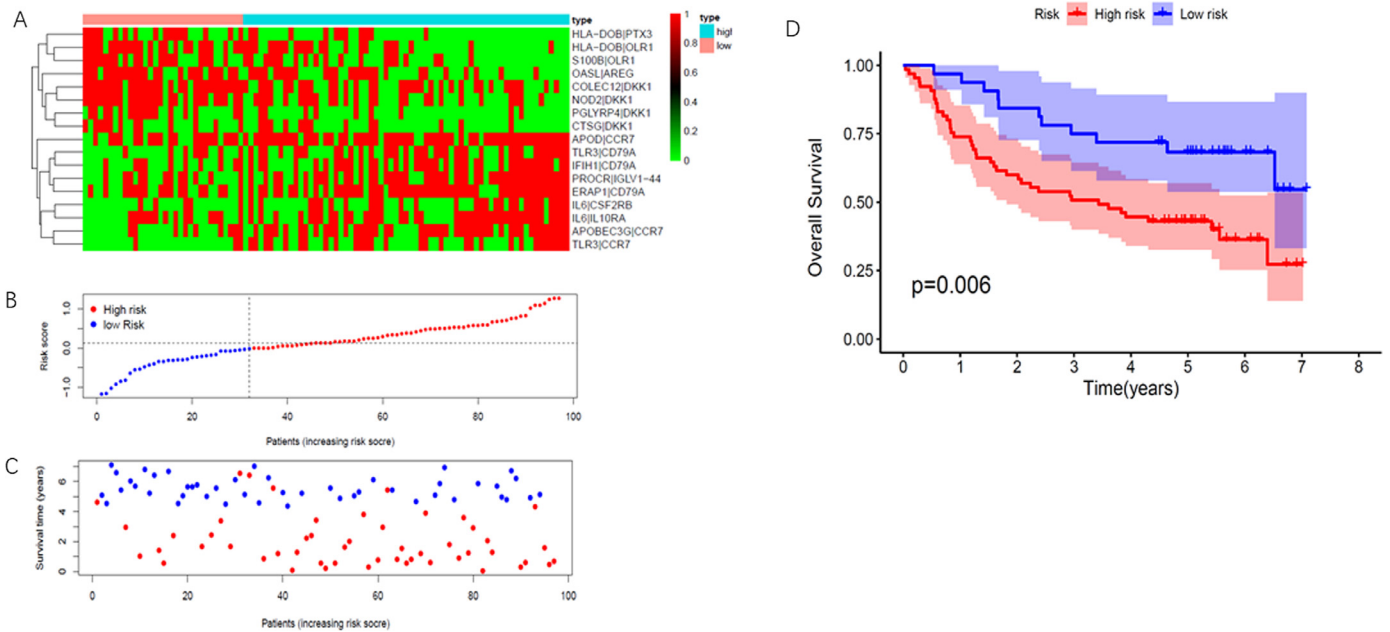 A
type
HLA-DOB|PTX3
HLA-DOB|OLR1
S100B|OLR1
OASL|AREG
COLEC12|DKK1
NOD2|DKK1
PGLYRP4|DKK1
CTSG|DKK1
APOD|CCR7
TLR3|CD79A
IFIH1|CD79A
PROCR|IGLV1-44
ERAP1|CD79A
IL6|CSF2RB
IL6|IL10RA
APOBEC3G|CCR7
TLR3|CCR7
1
0.8
0.6
0.4
0.2
0
type
high
low
B
High risk
low Risk
Risk score
1.0
0.0
-1.0
0 20 40 60 80 100
Patients (increasing risk socre)
C
Survival time (years)
6
4
2
0
0 20 40 60 80 100
Patients (increasing risk socre)
D
Risk High risk Low risk
Overall Survival
1.00
0.75
0.50
0.25
0.00
p=0.006
0 1 2 3 4 5 6 7 8
Time(years)